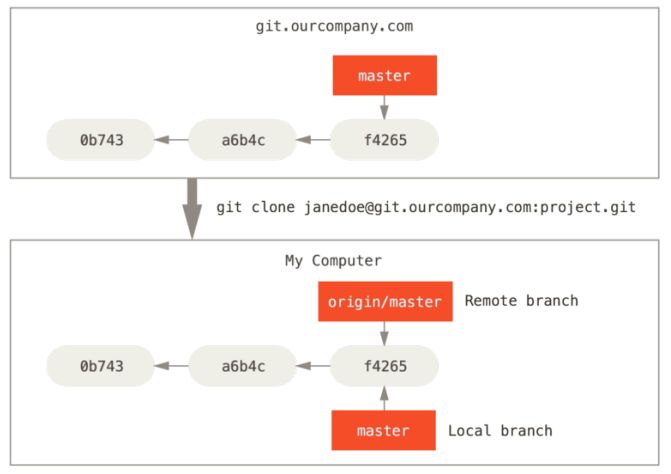 git.ourcompany.com
master
0b743 a6b4c f4265
git clone janedoe@git.ourcompany.com:project.git
My Computer
origin/master Remote branch
0b743 a6b4c f4265
master Local branch